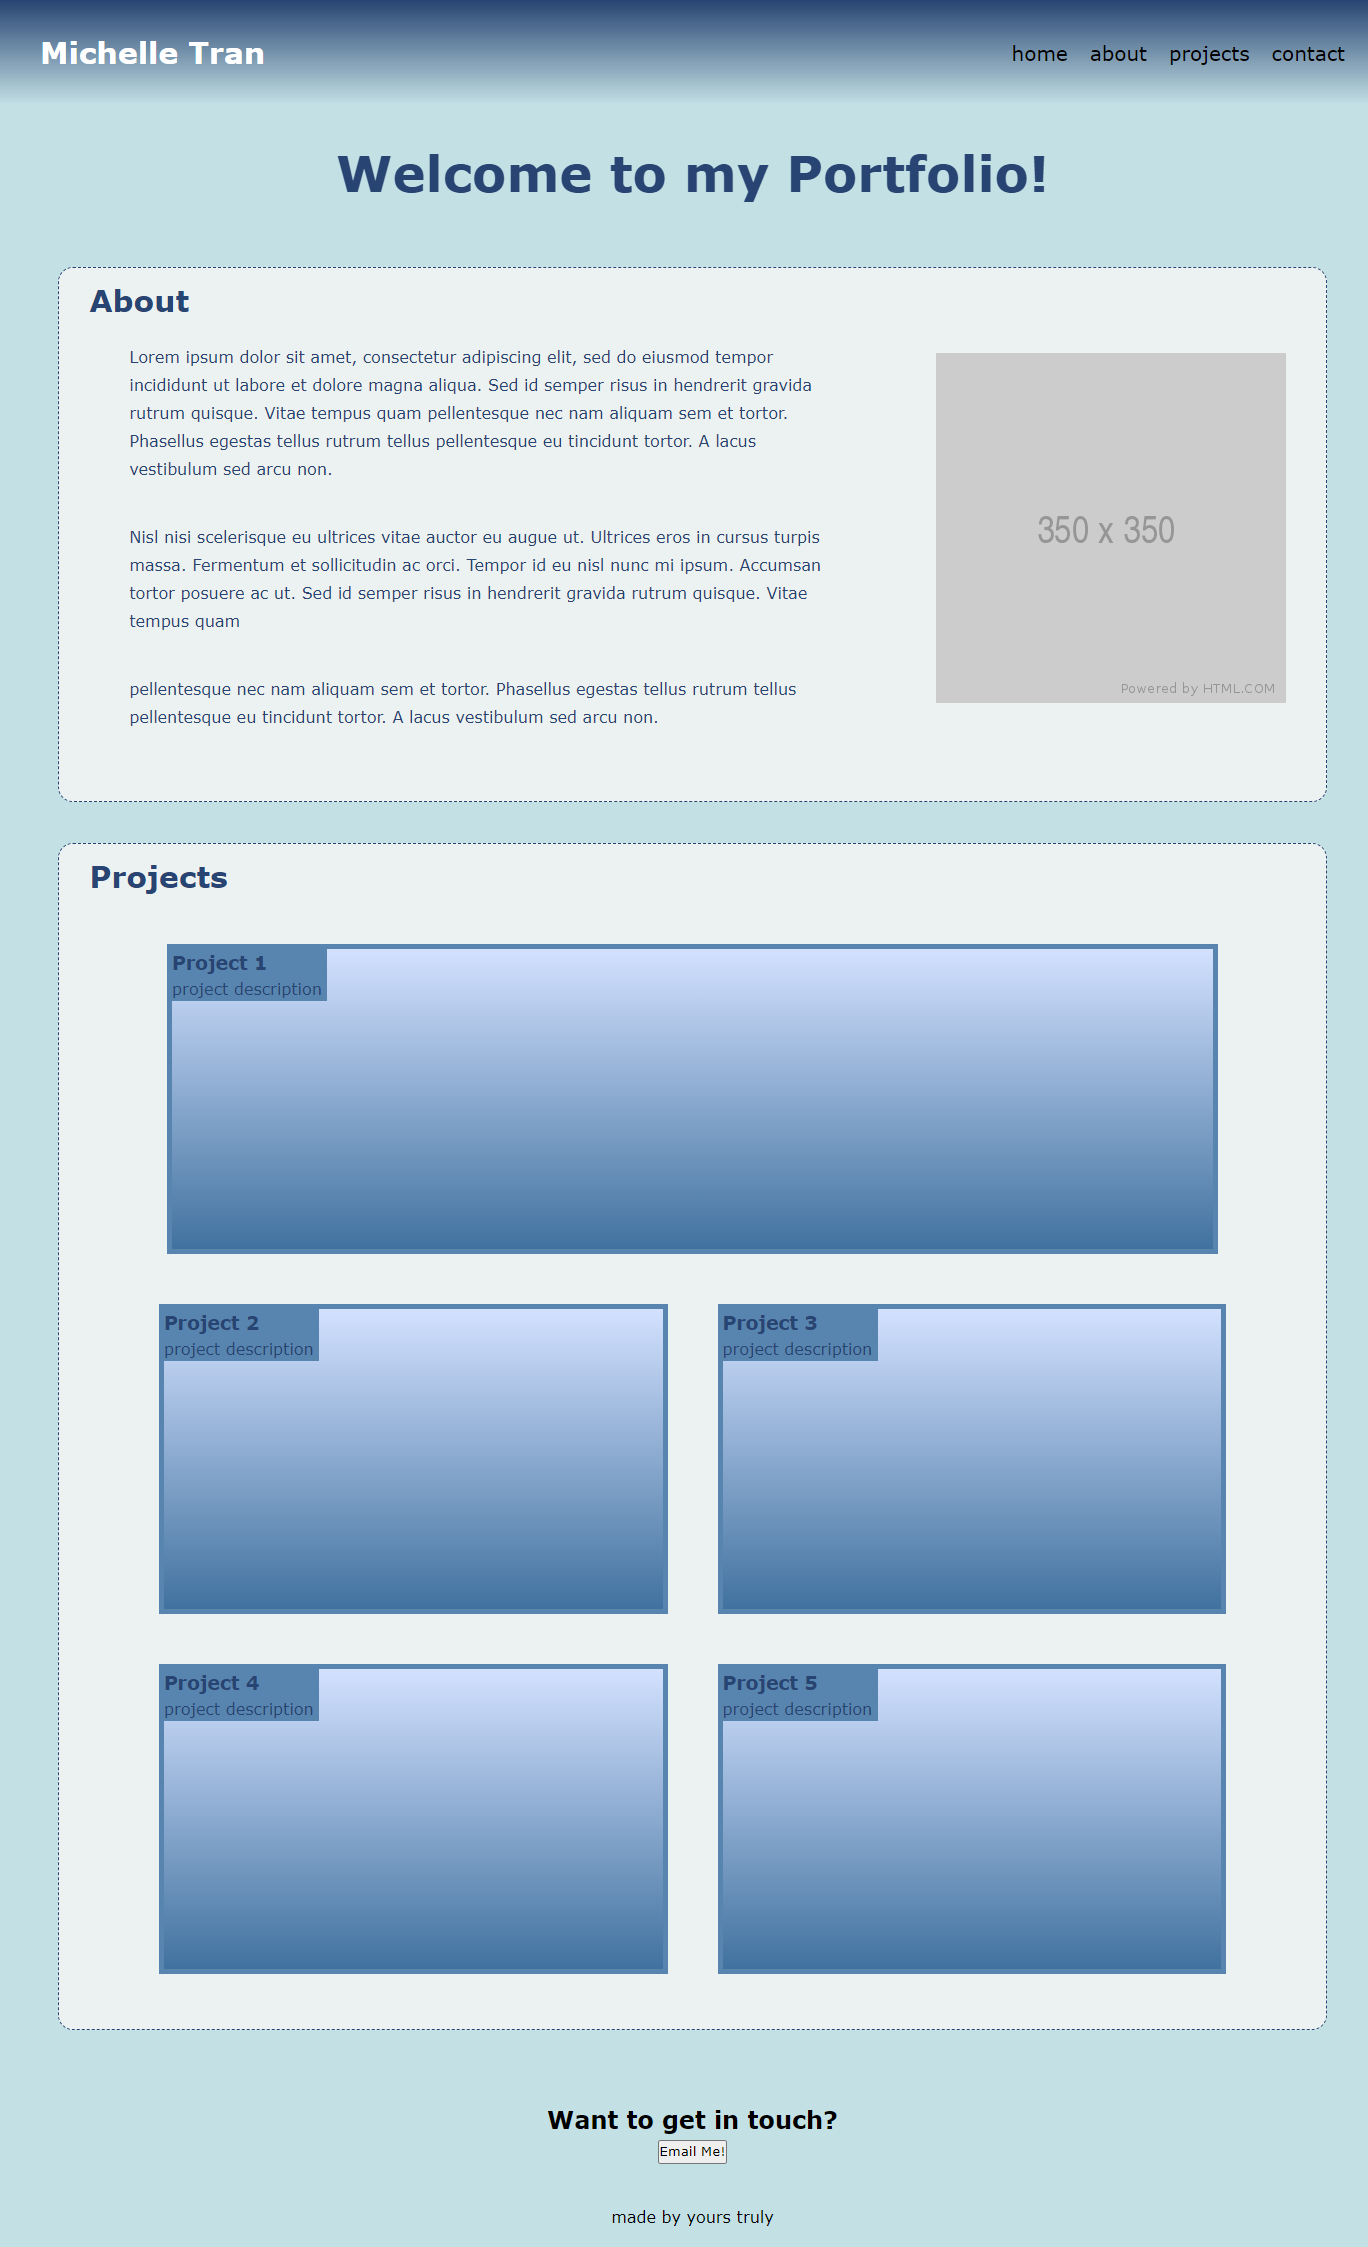 Michelle Tran
home about projects contact
Welcome to my Portfolio!
About
Lorem ipsum dolor sit amet, consectetur adipiscing elit, sed do eiusmod tempor
incididunt ut labore et dolore magna aliqua. Sed id semper risus in hendrerit gravida
rutrum quisque. Vitae tempus quam pellentesque nec nam aliquam sem et tortor.
Phasellus egestas tellus rutrum tellus pellentesque eu tincidunt tortor. A lacus
vestibulum sed arcu non.
Nisl nisi scelerisque eu ultrices vitae auctor eu augue ut. Ultrices eros in cursus turpis
massa. Fermentum et sollicitudin ac orci. Tempor id eu nisl nunc mi ipsum. Accumsan
tortor posuere ac ut. Sed id semper risus in hendrerit gravida rutrum quisque. Vitae
tempus quam
pellentesque nec nam aliquam sem et tortor. Phasellus egestas tellus rutrum tellus
pellentesque eu tincidunt tortor. A lacus vestibulum sed arcu non.
350 x 350
Powered by HTML.COM
Projects
Project 1
project description
Project 2
project description
Project 3
project description
Project 4
project description
Project 5
project description
Want to get in touch?
Email Me!
made by yours truly